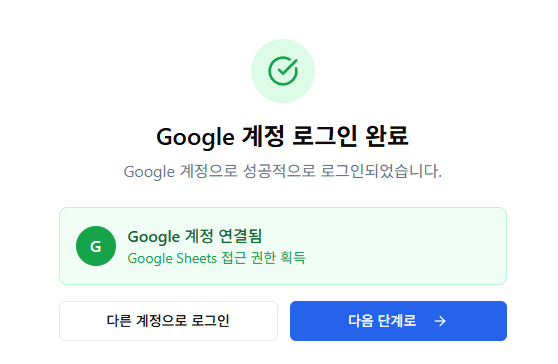 Google 계정 로그인 완료
Google 계정으로 성공적으로 로그인되었습니다.
G
Google 계정 연결됨
Google Sheets 접근 권한 획득
다른 계정으로 로그인
다음 단계로 →